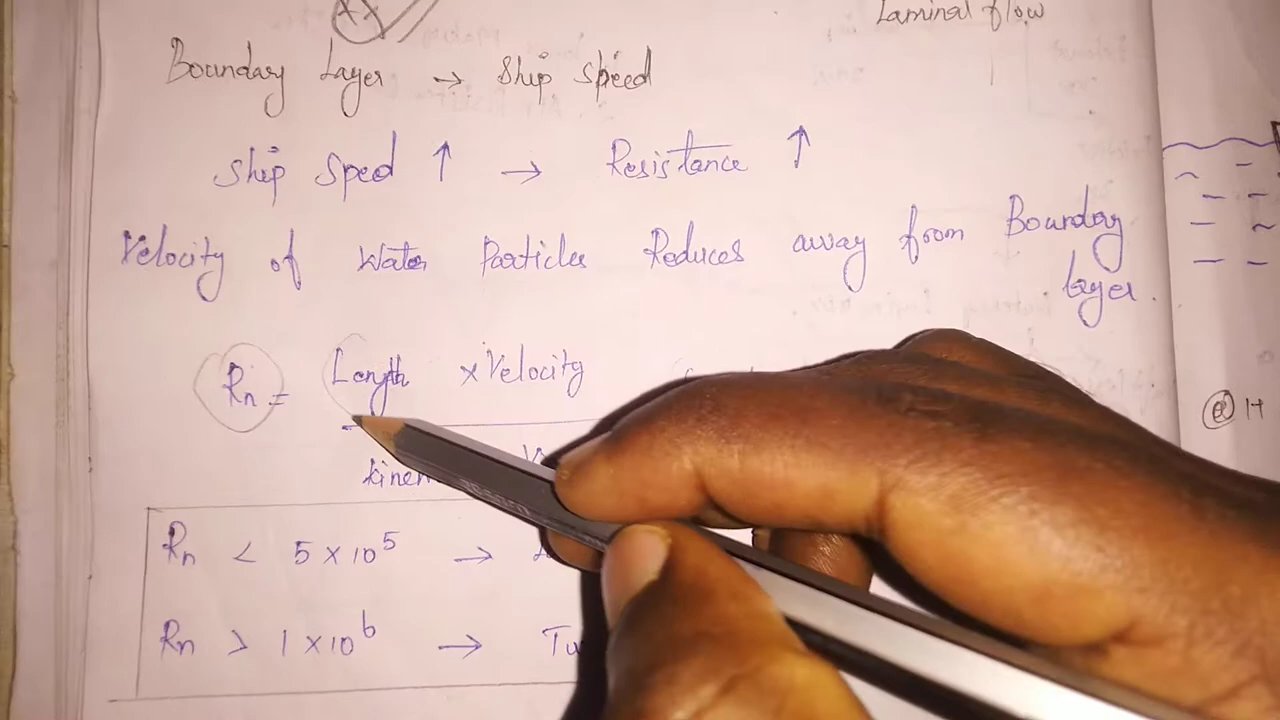 Laminal flow
Boundary Layer → Ship Speed
Ship Speed ↑ → Resistance ↑
Velocity of Water Particles Reduces away from Boundary
layer.
Rn = Length × Velocity
Rn < 5 × 10⁵ →
Rn > 1 × 10⁶ →